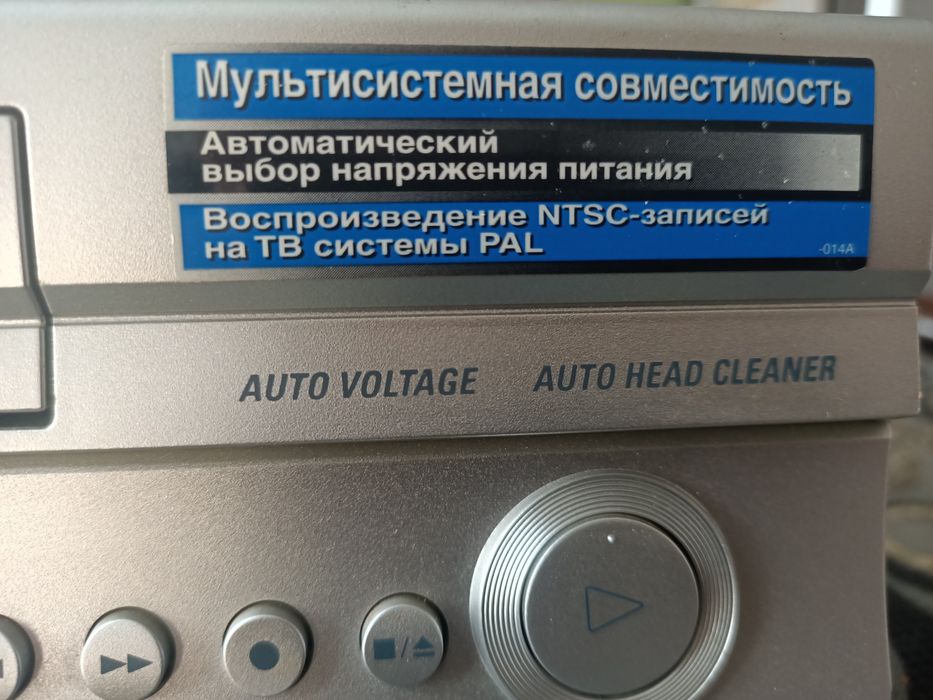 Мультисистемная совместимость
Автоматический
выбор напряжения питания
Воспроизведение NTSC-записей
на ТВ системы PAL
-014A
AUTO VOLTAGE AUTO HEAD CLEANER